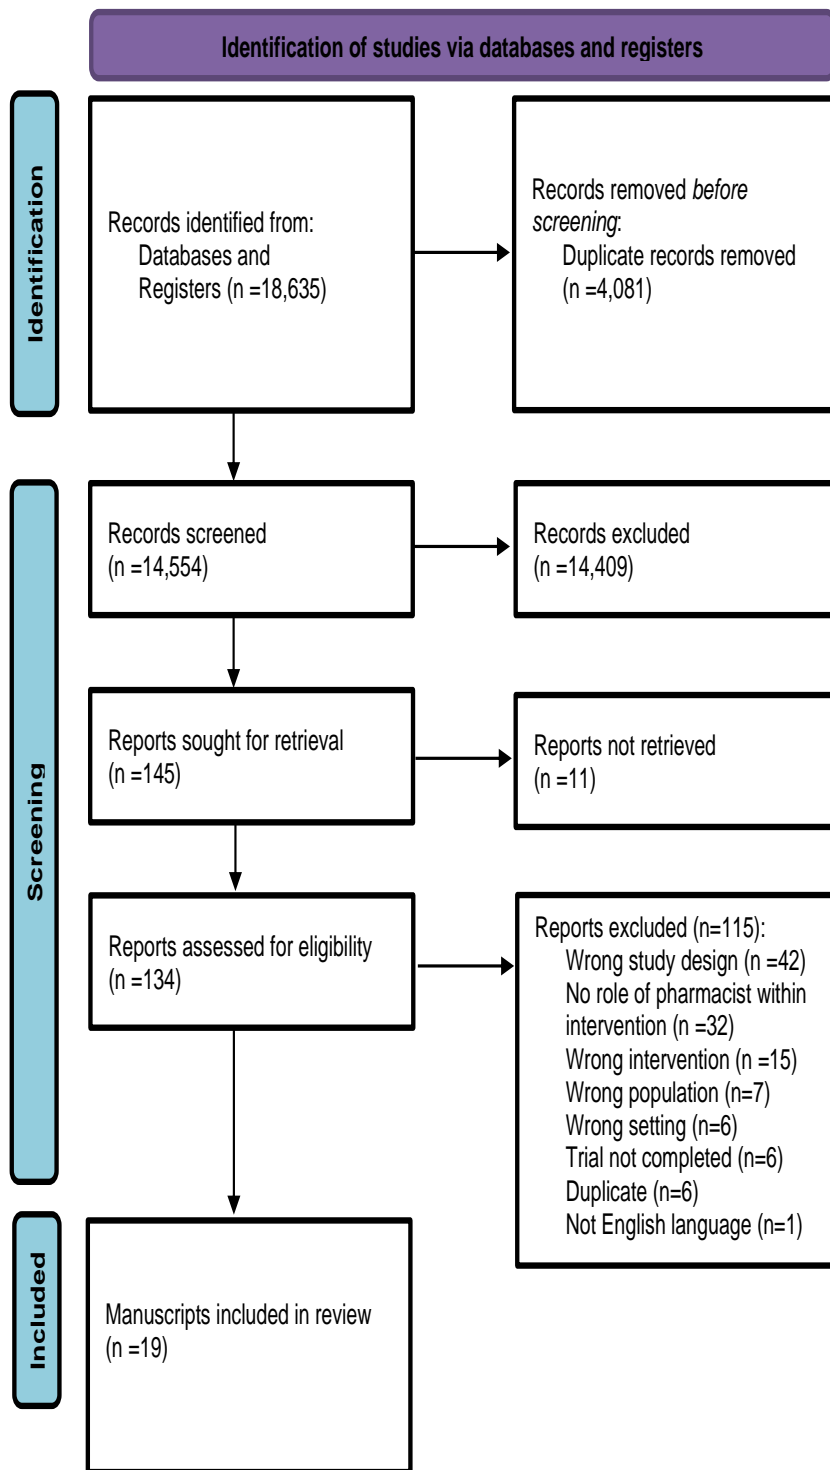 Identification of studies via databases and registers
Identification
Records identified from:
Databases and
Registers (n =18,635)
Records removed before
screening:
Duplicate records removed
(n =4,081)
Screening
Records screened
(n =14,554)
Records excluded
(n =14,409)
Reports sought for retrieval
(n =145)
Reports not retrieved
(n =11)
Reports assessed for eligibility
(n =134)
Reports excluded (n=115):
Wrong study design (n =42)
No role of pharmacist within
intervention (n =32)
Wrong intervention (n =15)
Wrong population (n=7)
Wrong setting (n=6)
Trial not completed (n=6)
Duplicate (n=6)
Not English language (n=1)
Included
Manuscripts included in review
(n =19)